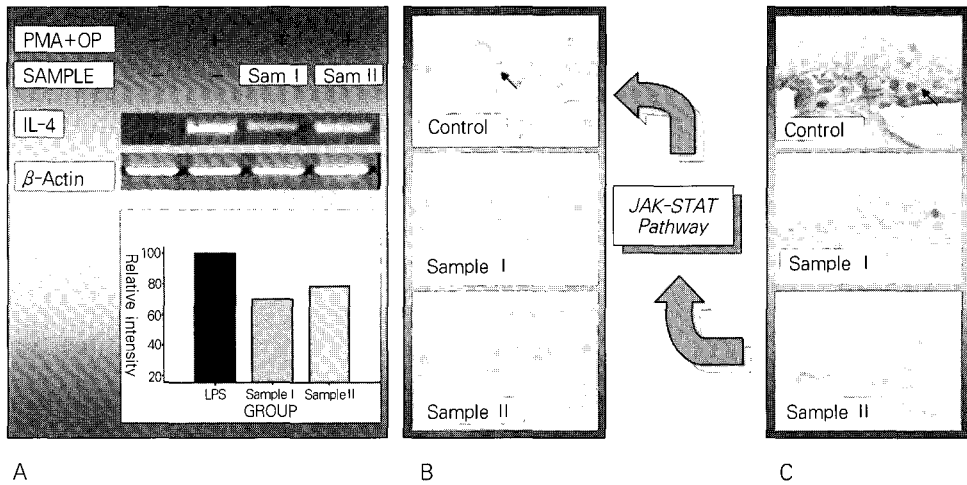 PMA+OP - + + +
SAMPLE - - Sam I Sam II
IL-4
β-Actin
Relative intensity
100
80
60
40
20
LPS Sample I Sample II
GROUP
A
Control
Sample I
Sample II
B
JAK-STAT
Pathway
Control
Sample I
Sample II
C